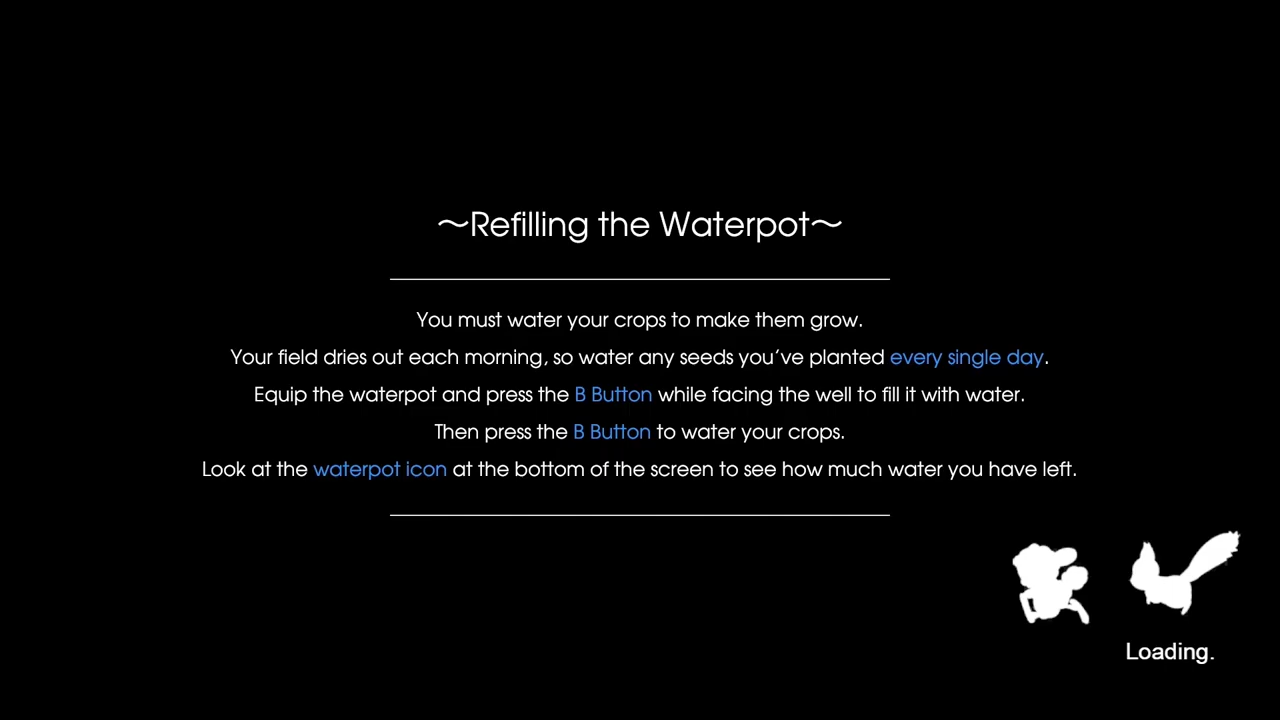 ～Refilling the Waterpot～
You must water your crops to make them grow.
Your field dries out each morning, so water any seeds you've planted every single day.
Equip the waterpot and press the B Button while facing the well to fill it with water.
Then press the B Button to water your crops.
Look at the waterpot icon at the bottom of the screen to see how much water you have left.
Loading.